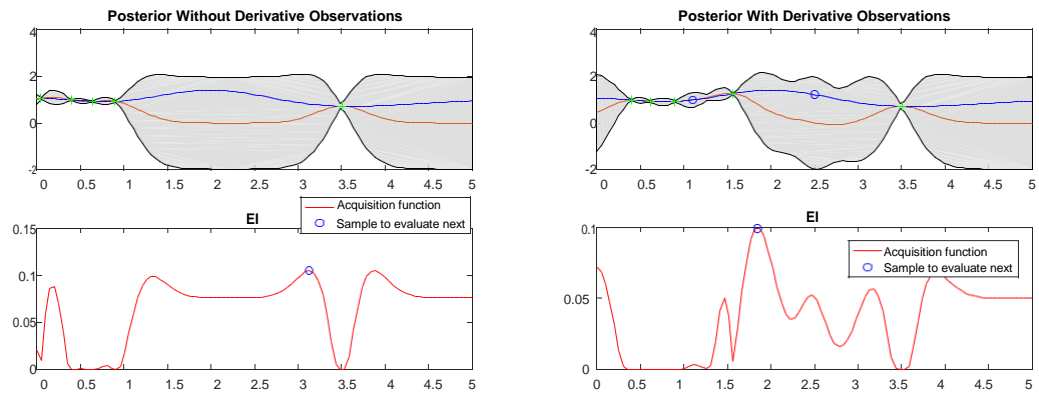 Posterior Without Derivative Observations
4
2
0
-2
0 0.5 1 1.5 2 2.5 3 3.5 4 4.5 5
EI
Acquisition function
Sample to evaluate next
0.15
0.1
0.05
0
0 0.5 1 1.5 2 2.5 3 3.5 4 4.5 5
Posterior With Derivative Observations
4
2
0
-2
0 0.5 1 1.5 2 2.5 3 3.5 4 4.5 5
EI
Acquisition function
Sample to evaluate next
0.1
0.05
0
0 0.5 1 1.5 2 2.5 3 3.5 4 4.5 5